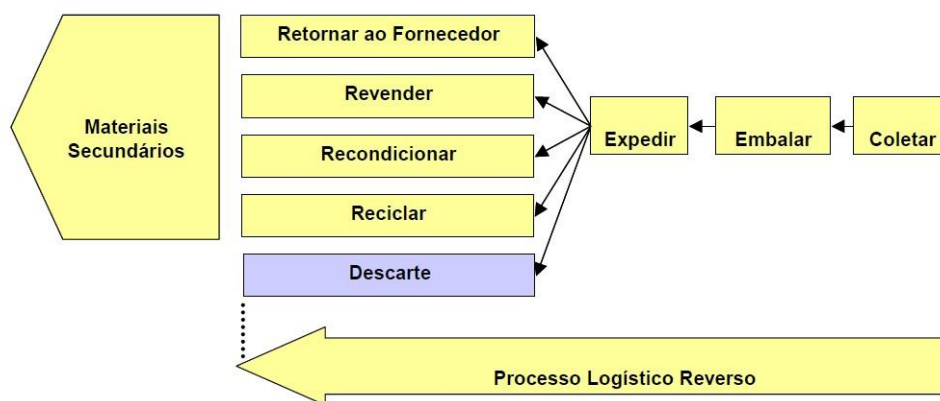 Retornar ao Fornecedor
Revender
Materiais
Secundários
Recondicionar
Expedir
Embalar
Coletar
Reciclar
Descarte
Processo Logístico Reverso